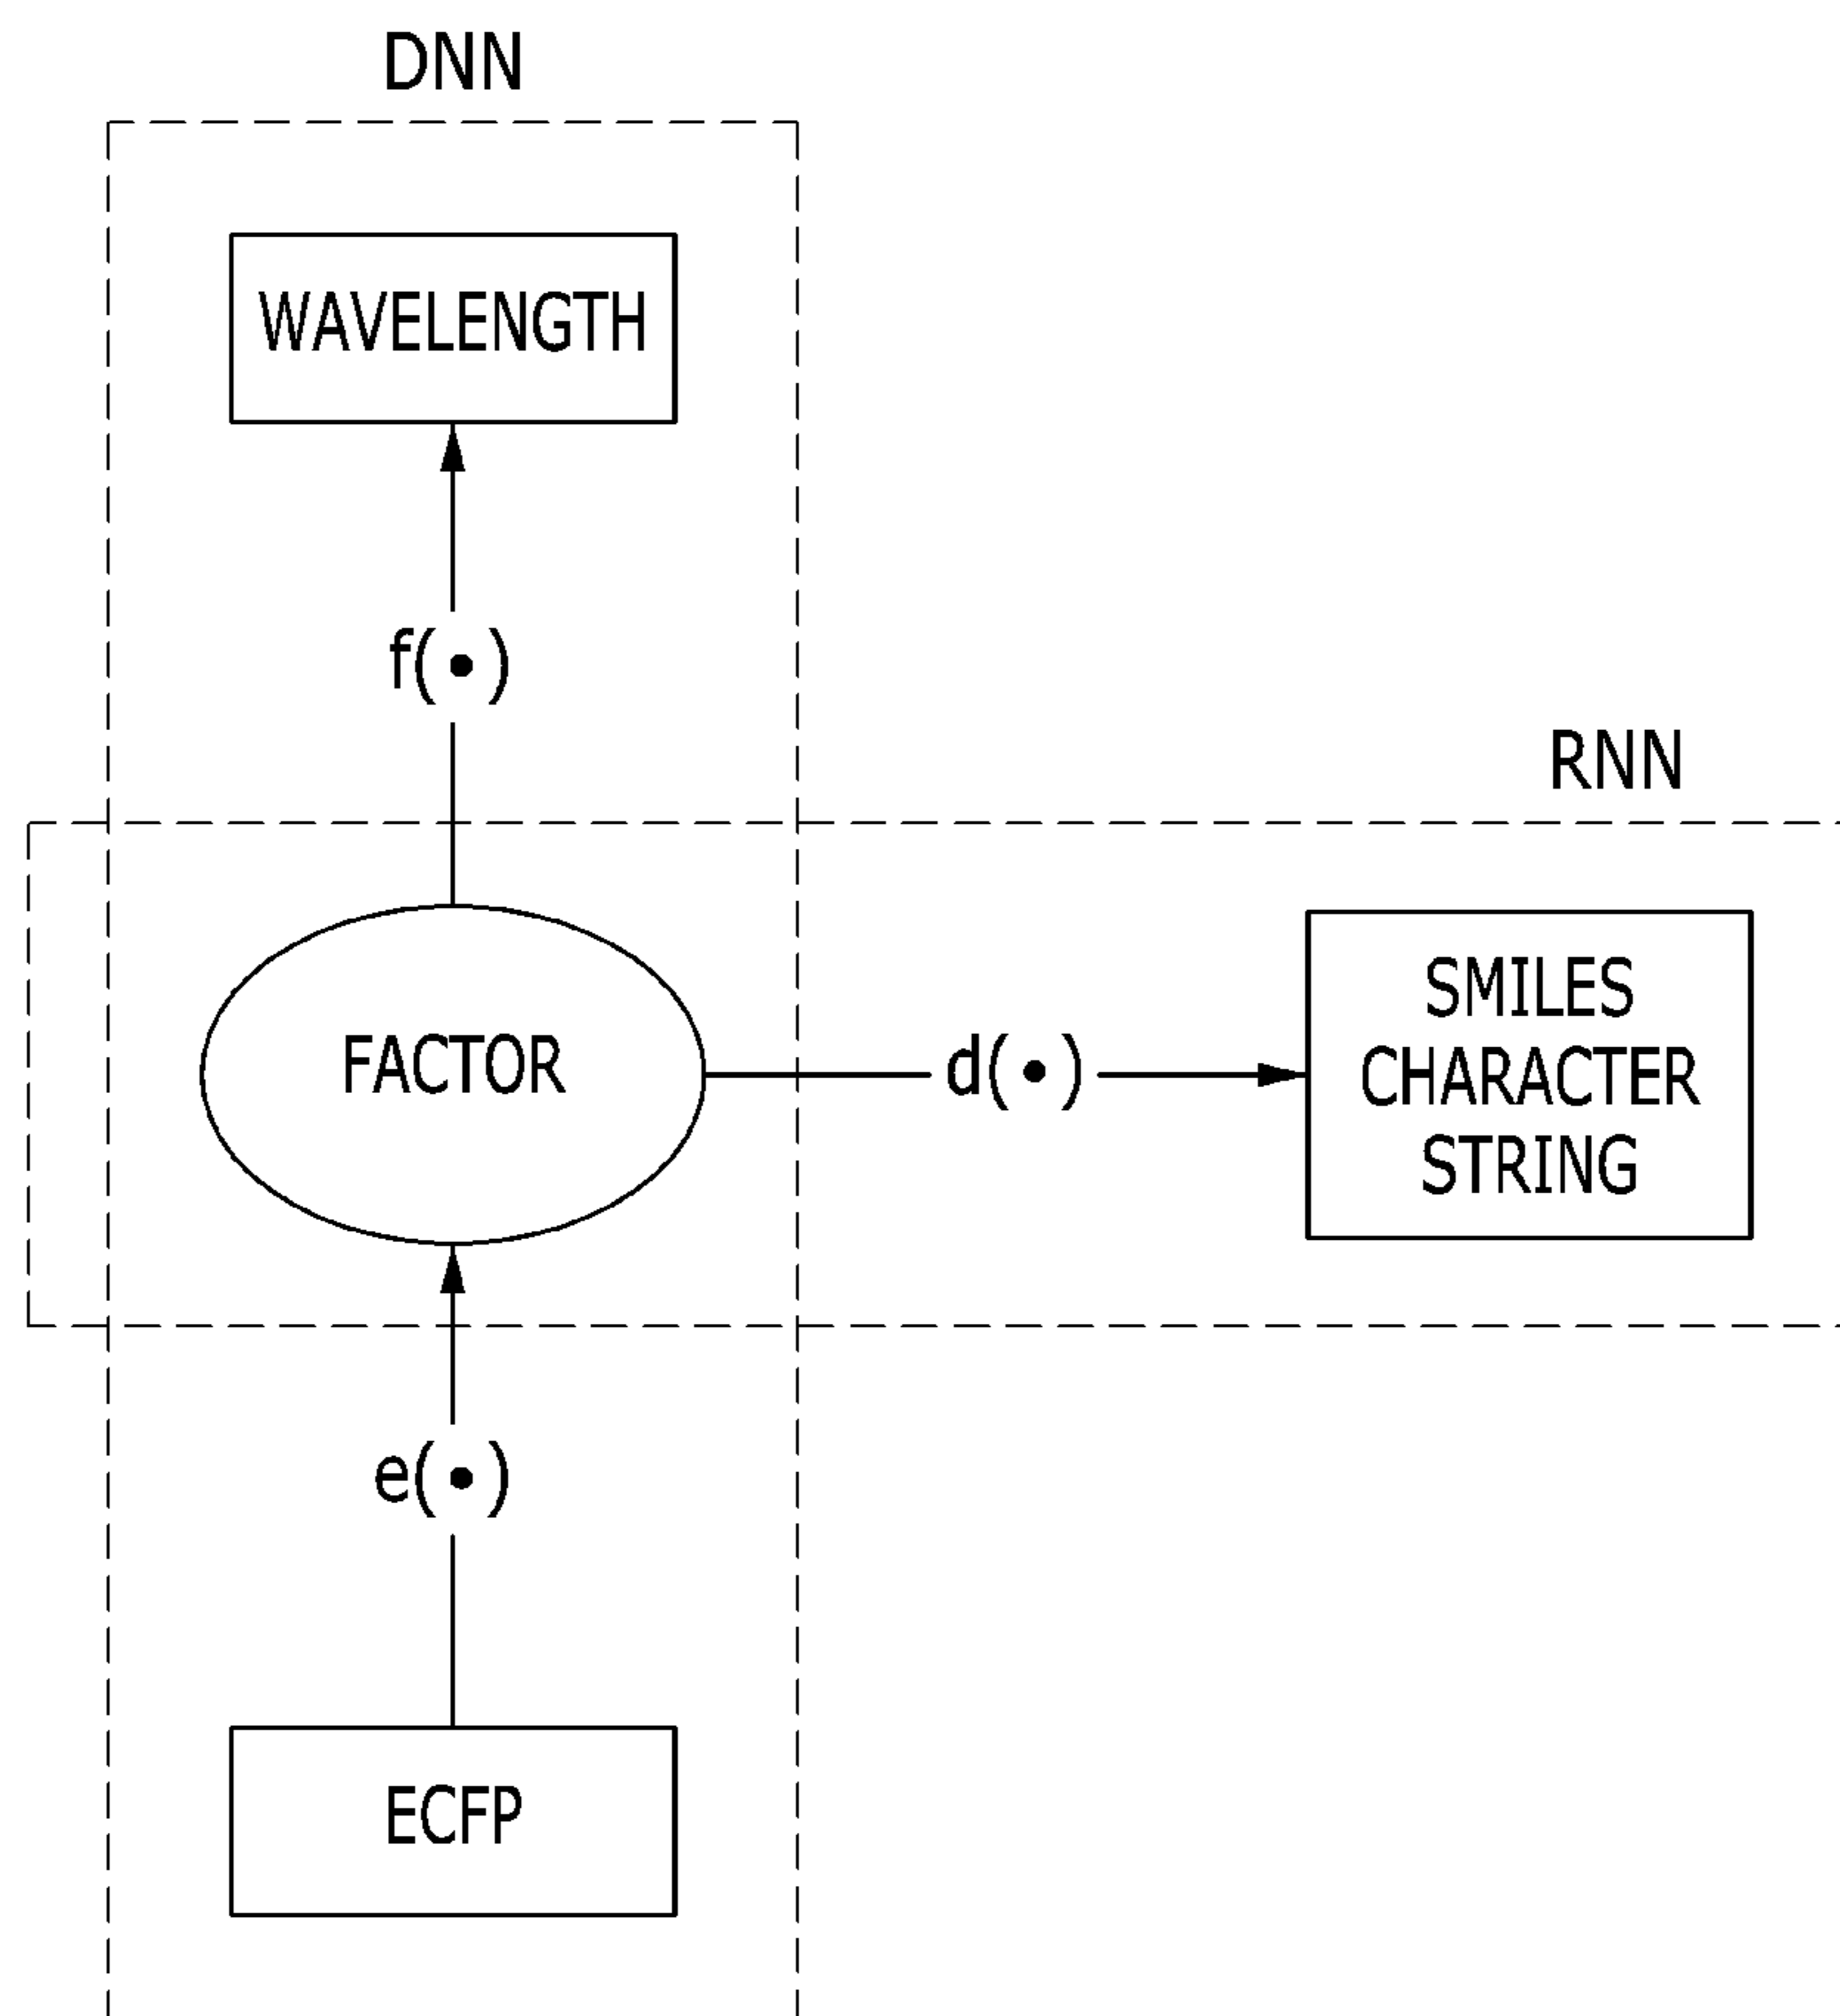 DNN
WAVELENGTH
f(•)
RNN
FACTOR
d(•)
SMILES
CHARACTER
STRING
e(•)
ECFP